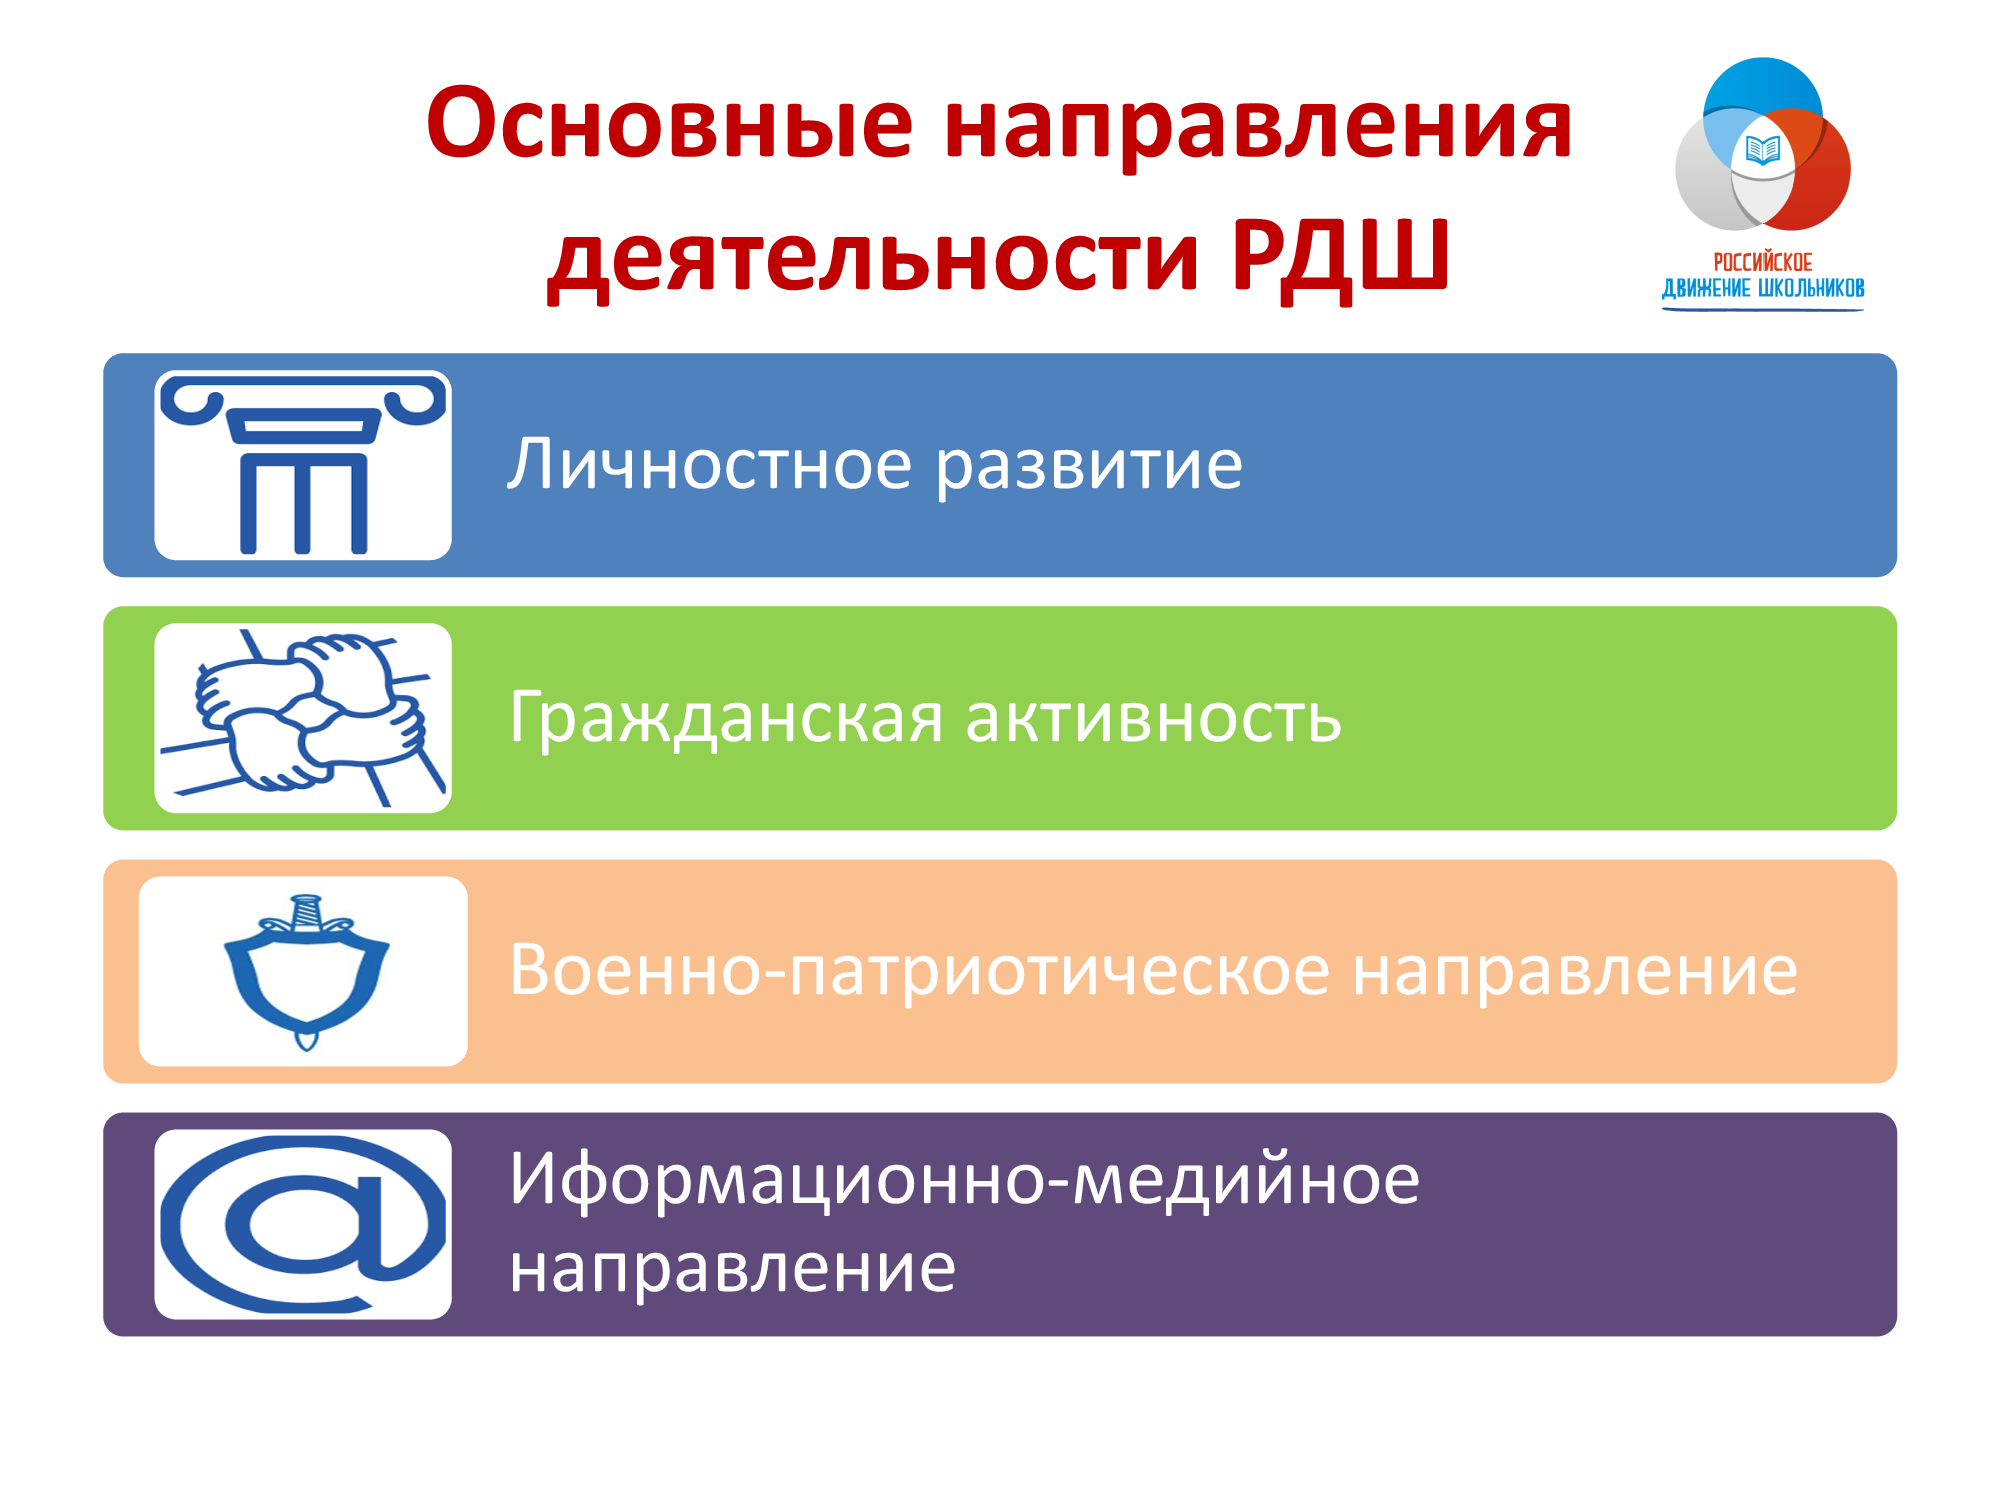 Основные направления
деятельности РДШ
РОССИЙСКОЕ
ДВИЖЕНИЕ ШКОЛЬНИКОВ
Личностное развитие
Гражданская активность
Военно-патриотическое направление
Иформационно-медийное
направление